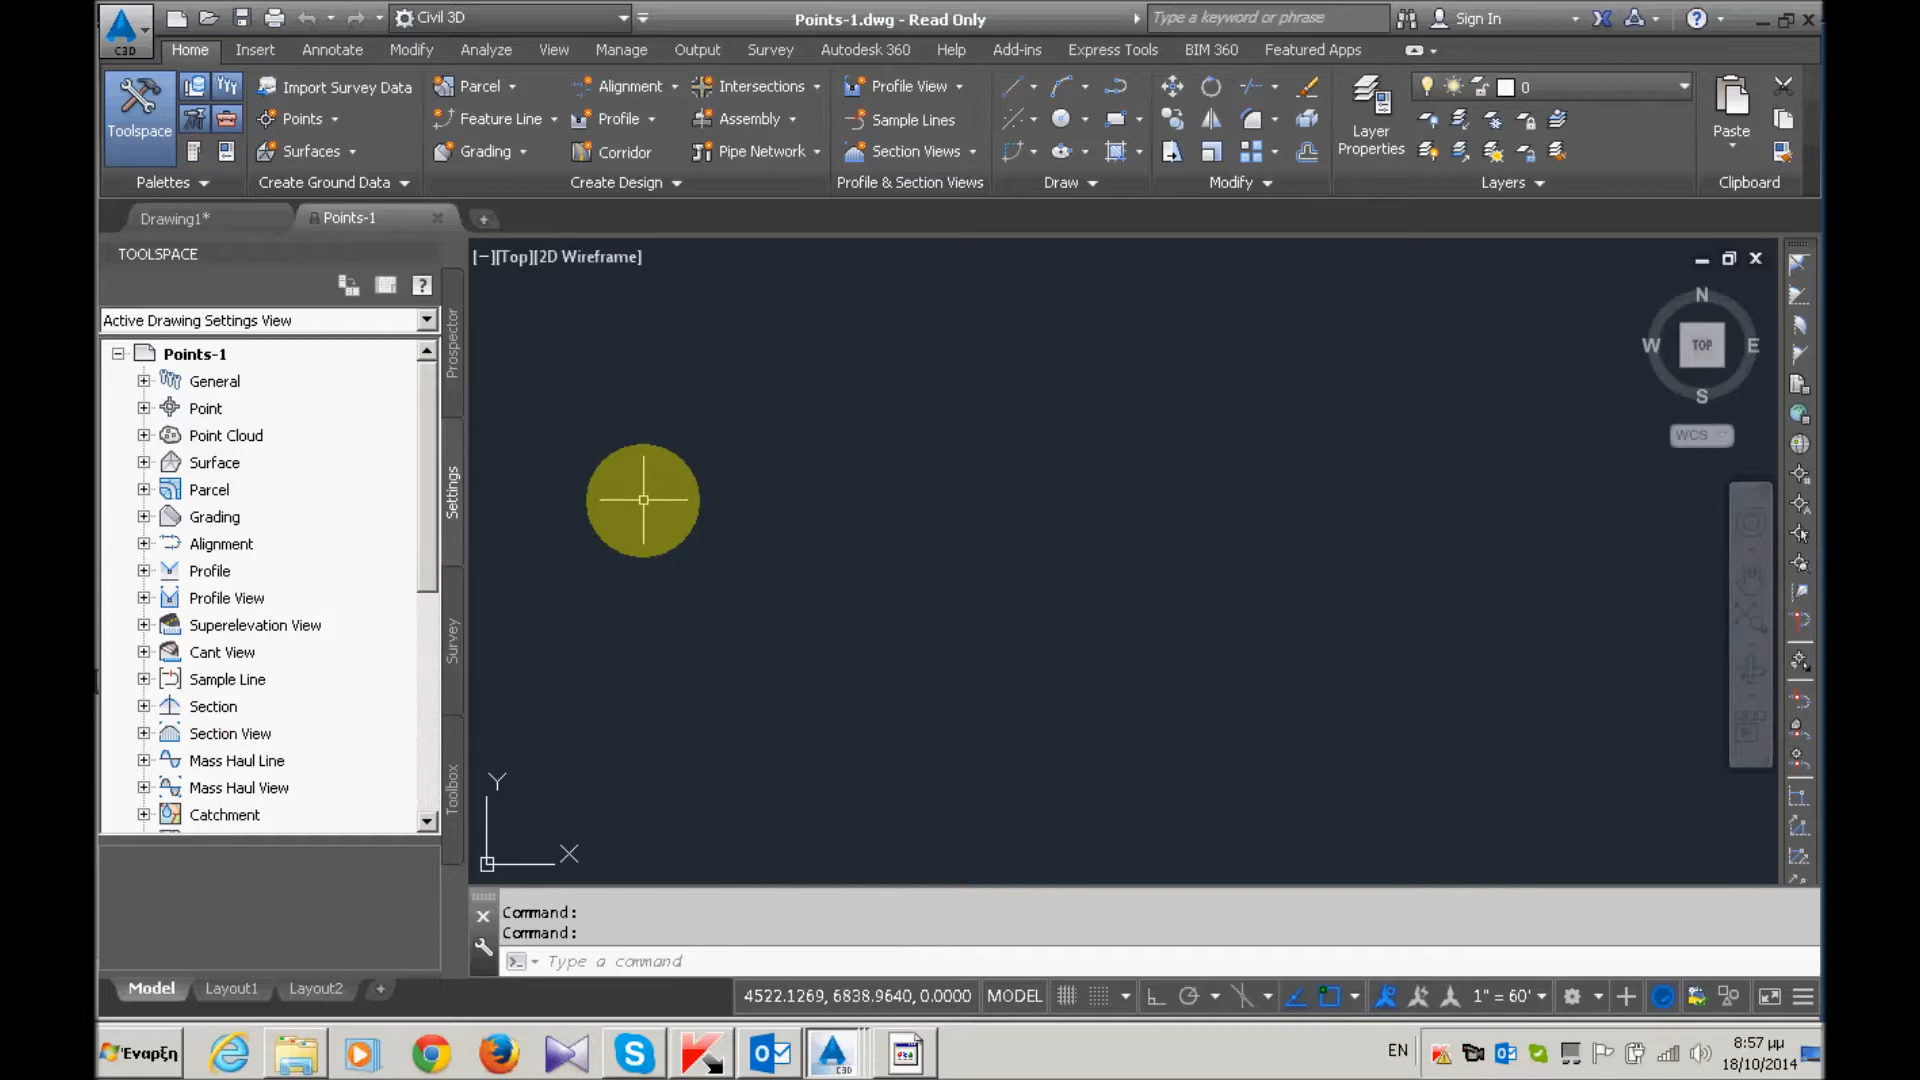 Civil 3D
Points-1.dwg - Read Only
Type a keyword or phrase
Sign In
C3D
Home Insert Annotate Modify Analyze View Manage Output Survey Autodesk 360 Help Add-ins Express Tools BIM 360 Featured Apps
Toolspace
Palettes
Import Survey Data
Points
Surfaces
Create Ground Data
Parcel
Feature Line
Grading
Alignment
Profile
Corridor
Intersections
Assembly
Pipe Network
Create Design
Profile View
Sample Lines
Section Views
Profile & Section Views
Draw
Modify
Layer
Properties
0
Layers
Paste
Clipboard
Drawing1*
Points-1
TOOLSPACE
Active Drawing Settings View
Points-1
General
Point
Point Cloud
Surface
Parcel
Grading
Alignment
Profile
Profile View
Superelevation View
Cant View
Sample Line
Section
Section View
Mass Haul Line
Mass Haul View
Catchment
Prospector
Settings
Survey
Toolbox
[−][Top][2D Wireframe]
N
W TOP E
S
WCS
Y
X
Command:
Command:
Type a command
Model Layout1 Layout2
4522.1269, 6838.9640, 0.0000 MODEL
1" = 60'
Έναρξη
C3D
EN
8:57 μμ
18/10/2014